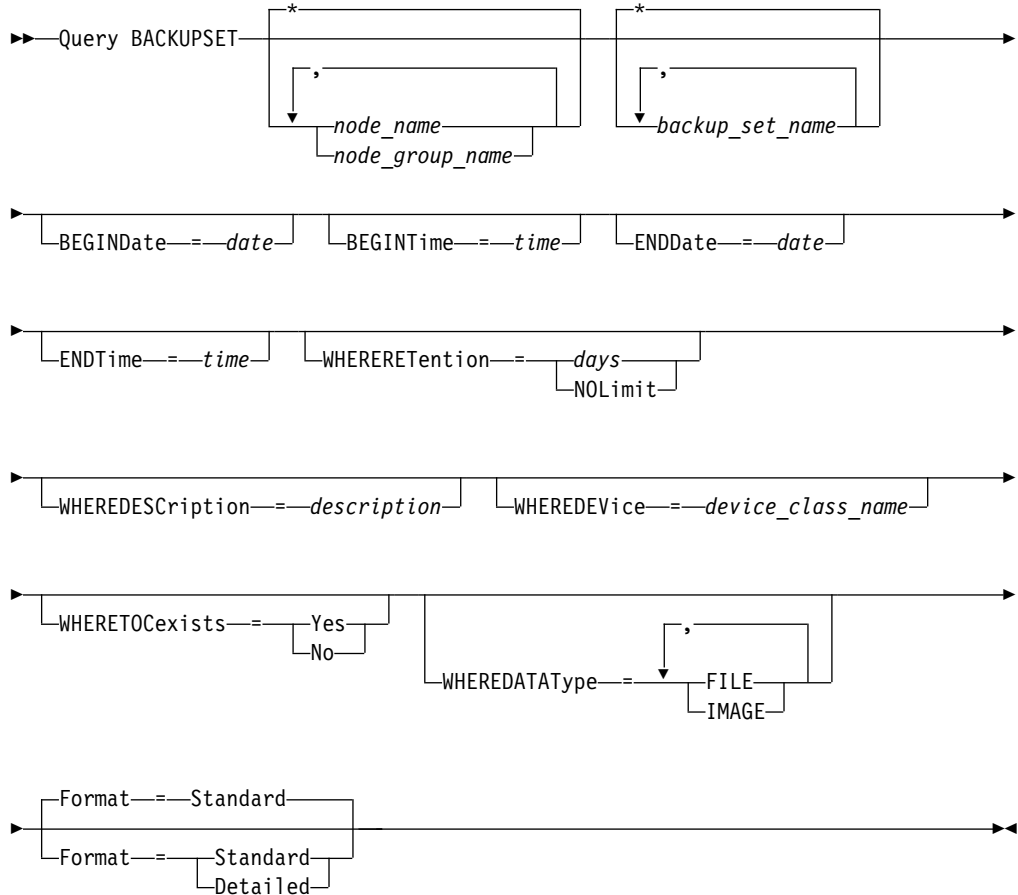 * *
Query BACKUPSET
, ,
node_name backup_set_name
node_group_name
BEGINDate = date BEGINTime = time ENDDate = date
ENDTime = time WHERERETention = days
NOLimit
WHEREDESCription = description WHEREDEVice = device_class_name
WHERETOCexists = Yes
No
,
WHEREDATAType = FILE
IMAGE
Format = Standard
Format = Standard
Detailed